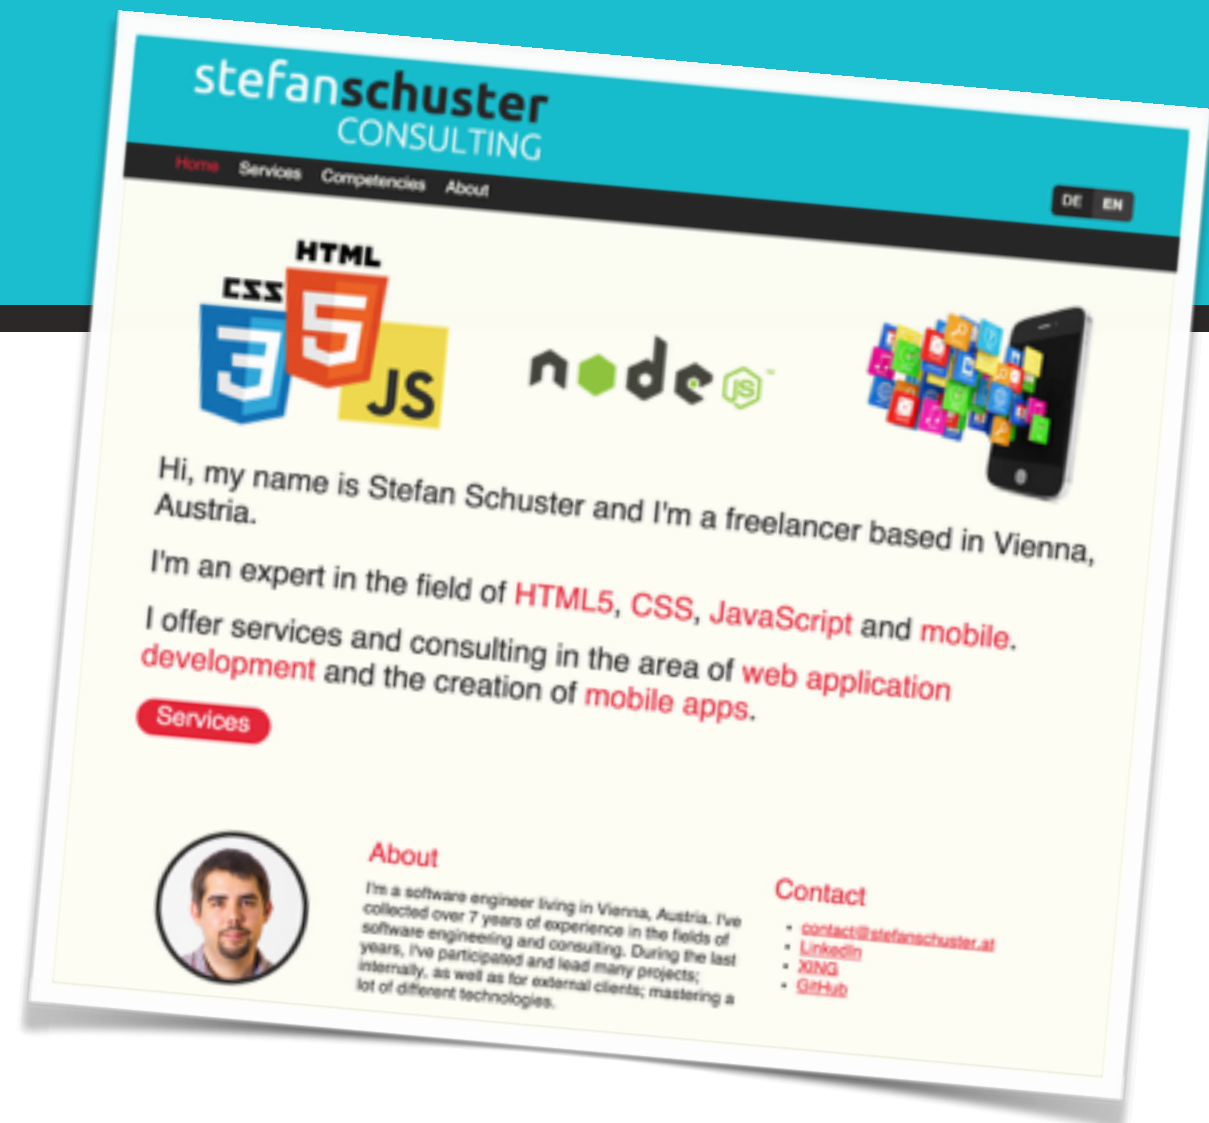 stefanschuster
CONSULTING
Home Services Competencies About
DE EN
HTML
CSS
5
3
JS
node
JS
™
Hi, my name is Stefan Schuster and I'm a freelancer based in Vienna,
Austria.
I'm an expert in the field of HTML5, CSS, JavaScript and mobile.
I offer services and consulting in the area of web application
development and the creation of mobile apps.
Services
About
I'm a software engineer living in Vienna, Austria. I've
collected over 7 years of experience in the fields of
software engineering and consulting. During the last
years, I've participated and lead many projects;
internally, as well as for external clients; mastering a
lot of different technologies.
Contact
contact@stefanschuster.at
LinkedIn
XING
GitHub